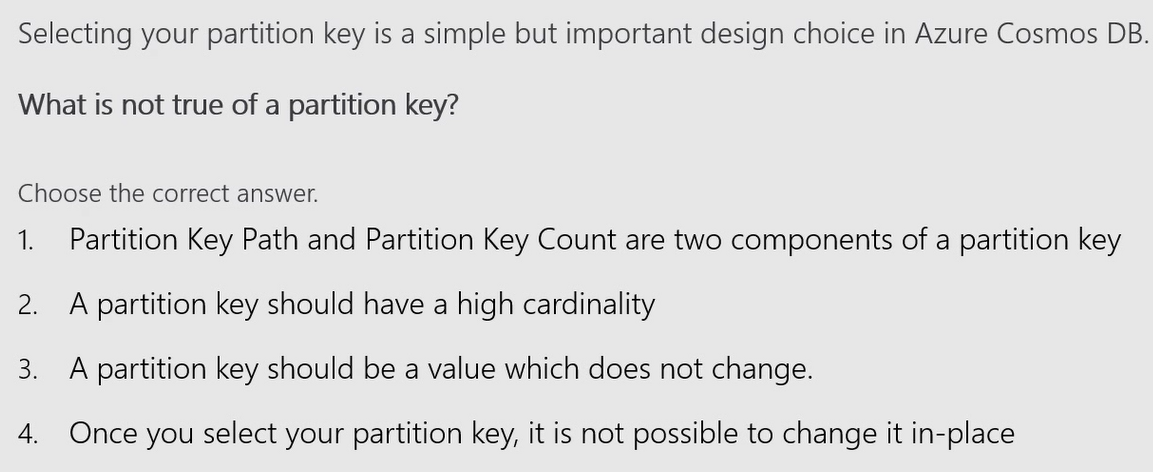 Selecting your partition key is a simple but important design choice in Azure Cosmos DB.
What is not true of a partition key?
Choose the correct answer.
1. Partition Key Path and Partition Key Count are two components of a partition key
2. A partition key should have a high cardinality
3. A partition key should be a value which does not change.
4. Once you select your partition key, it is not possible to change it in-place